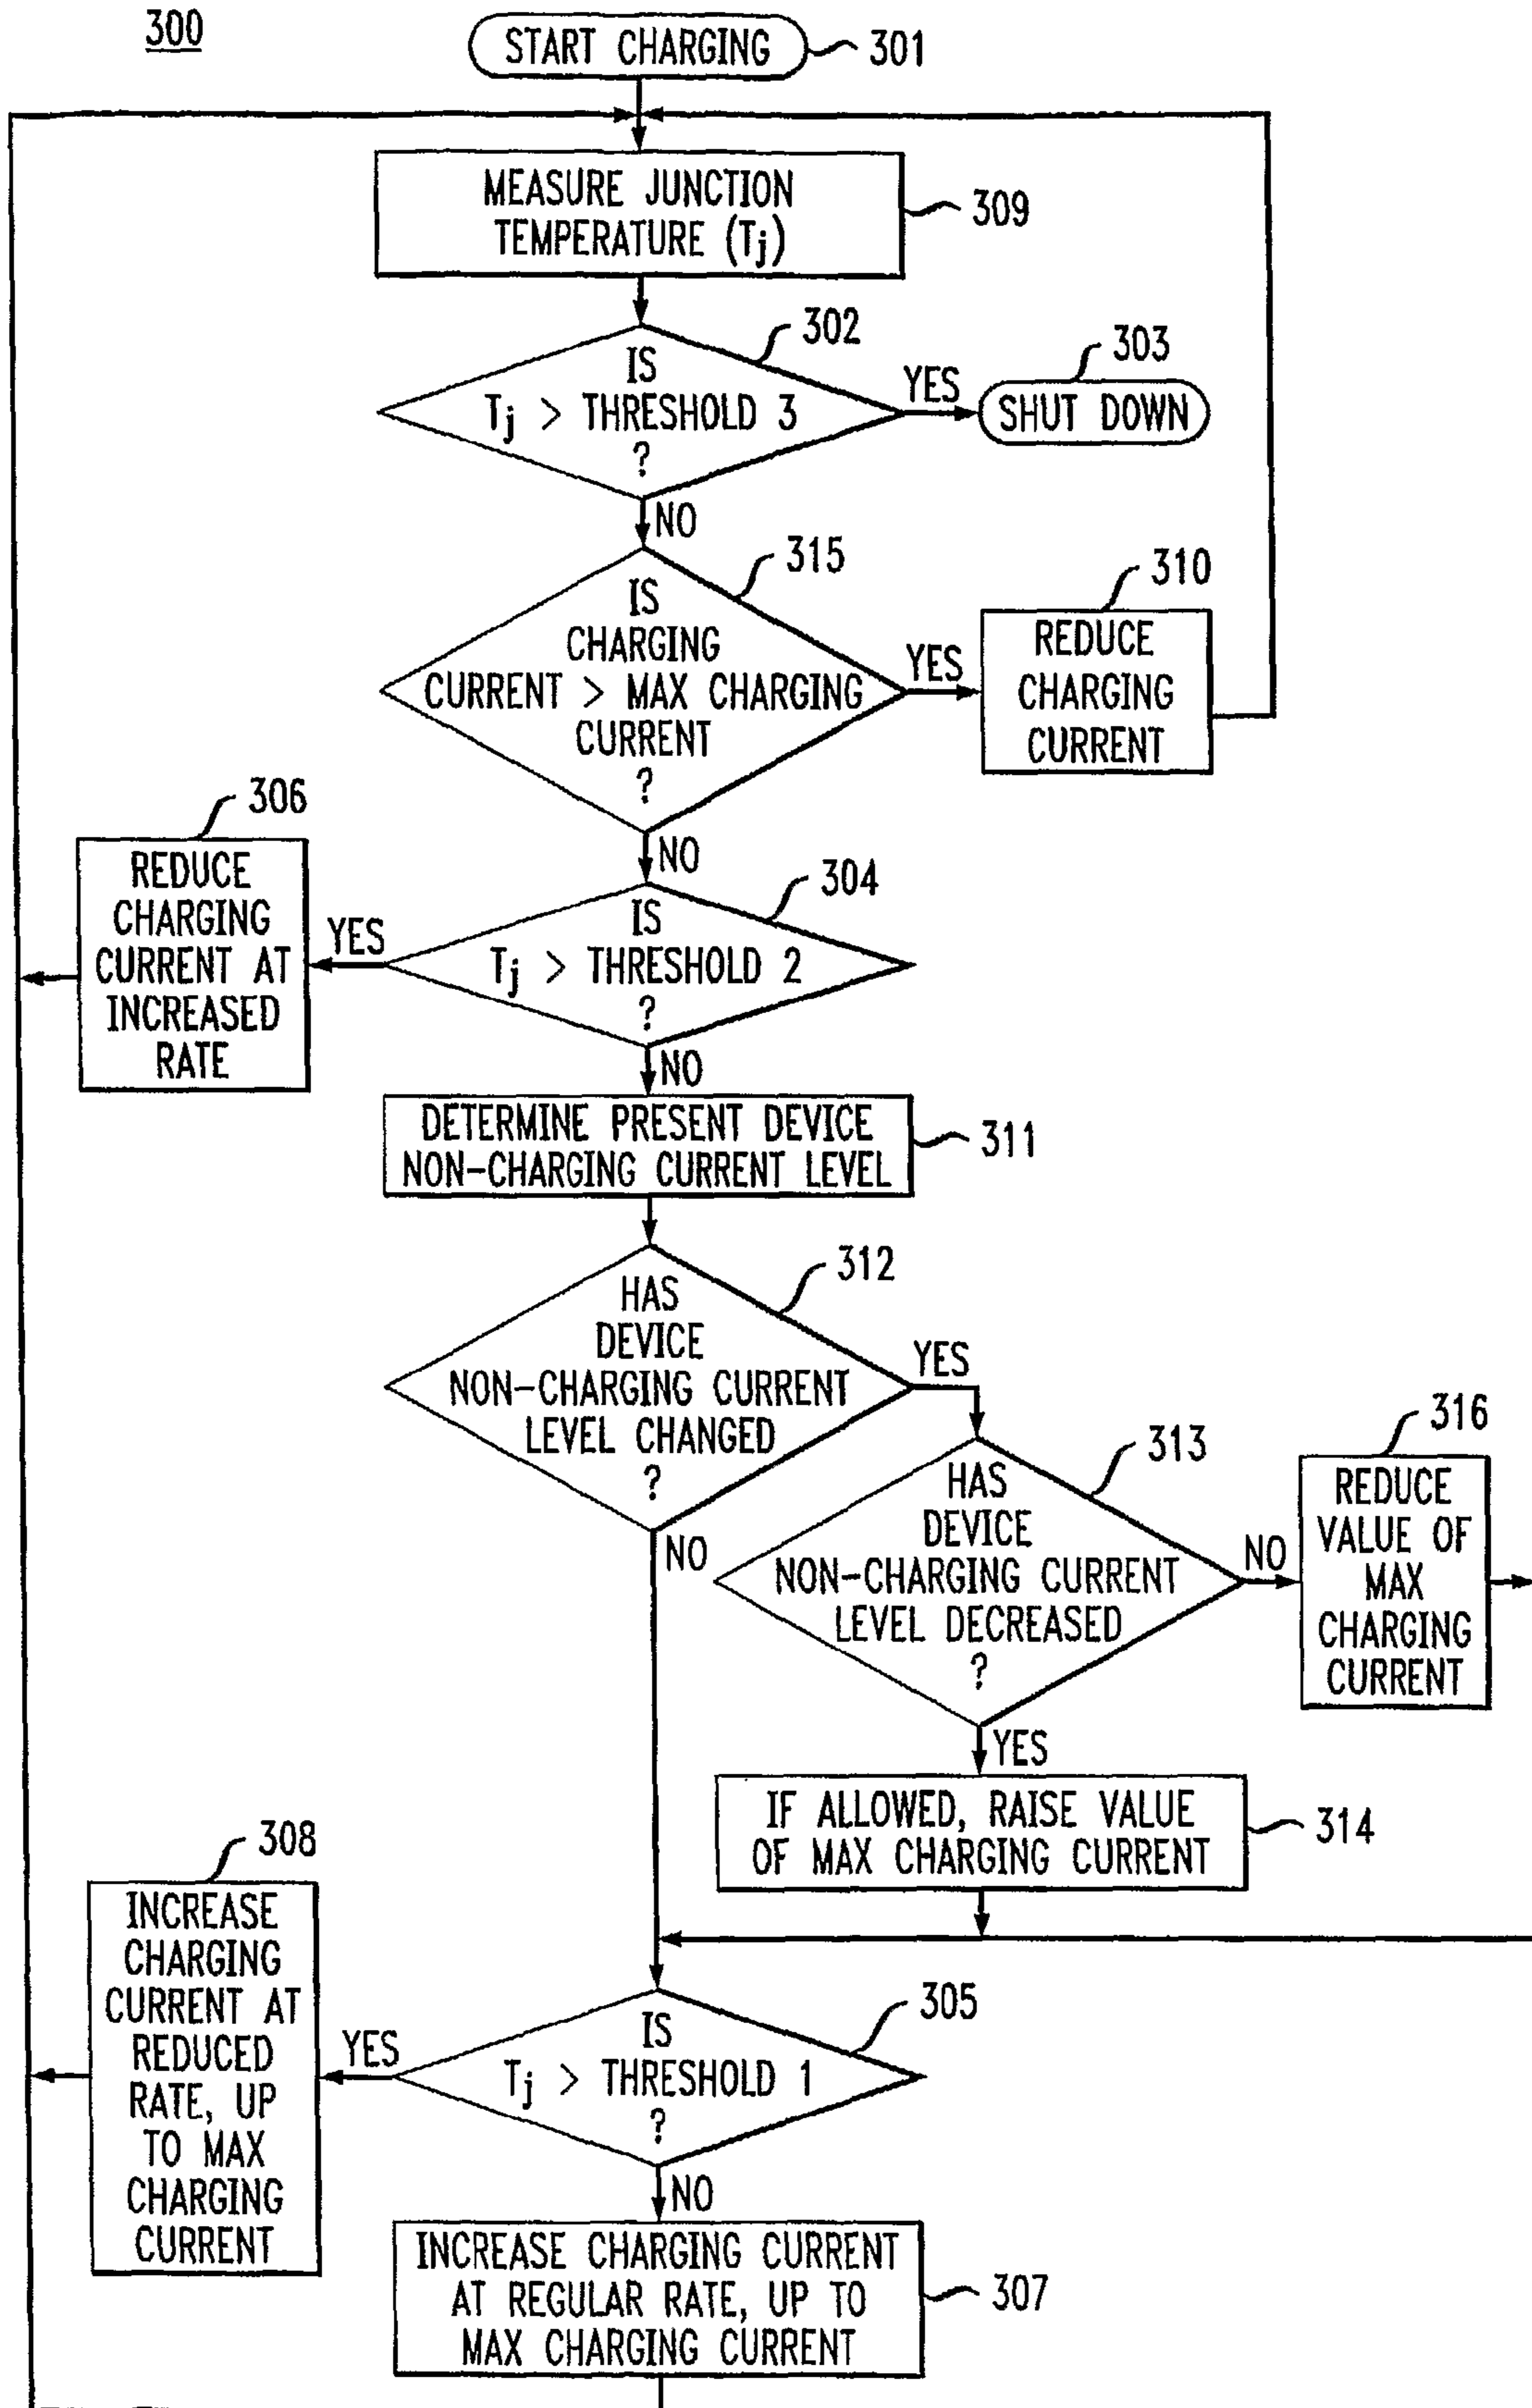 300
START CHARGING
301
MEASURE JUNCTION
TEMPERATURE (Tj)
309
302
IS
Tj > THRESHOLD 3
?
YES
303
SHUT DOWN
NO
315
IS
CHARGING
CURRENT > MAX CHARGING
CURRENT
?
YES
310
REDUCE
CHARGING
CURRENT
NO
306
REDUCE
CHARGING
CURRENT AT
INCREASED
RATE
304
IS
Tj > THRESHOLD 2
?
YES
NO
DETERMINE PRESENT DEVICE
NON-CHARGING CURRENT LEVEL
311
312
HAS
DEVICE
NON-CHARGING CURRENT
LEVEL CHANGED
?
YES
NO
313
HAS
DEVICE
NON-CHARGING CURRENT
LEVEL DECREASED
?
NO
316
REDUCE
VALUE OF
MAX
CHARGING
CURRENT
YES
IF ALLOWED, RAISE VALUE
OF MAX CHARGING CURRENT
314
308
INCREASE
CHARGING
CURRENT AT
REDUCED
RATE, UP
TO MAX
CHARGING
CURRENT
305
IS
Tj > THRESHOLD 1
?
YES
NO
INCREASE CHARGING CURRENT
AT REGULAR RATE, UP TO
MAX CHARGING CURRENT
307